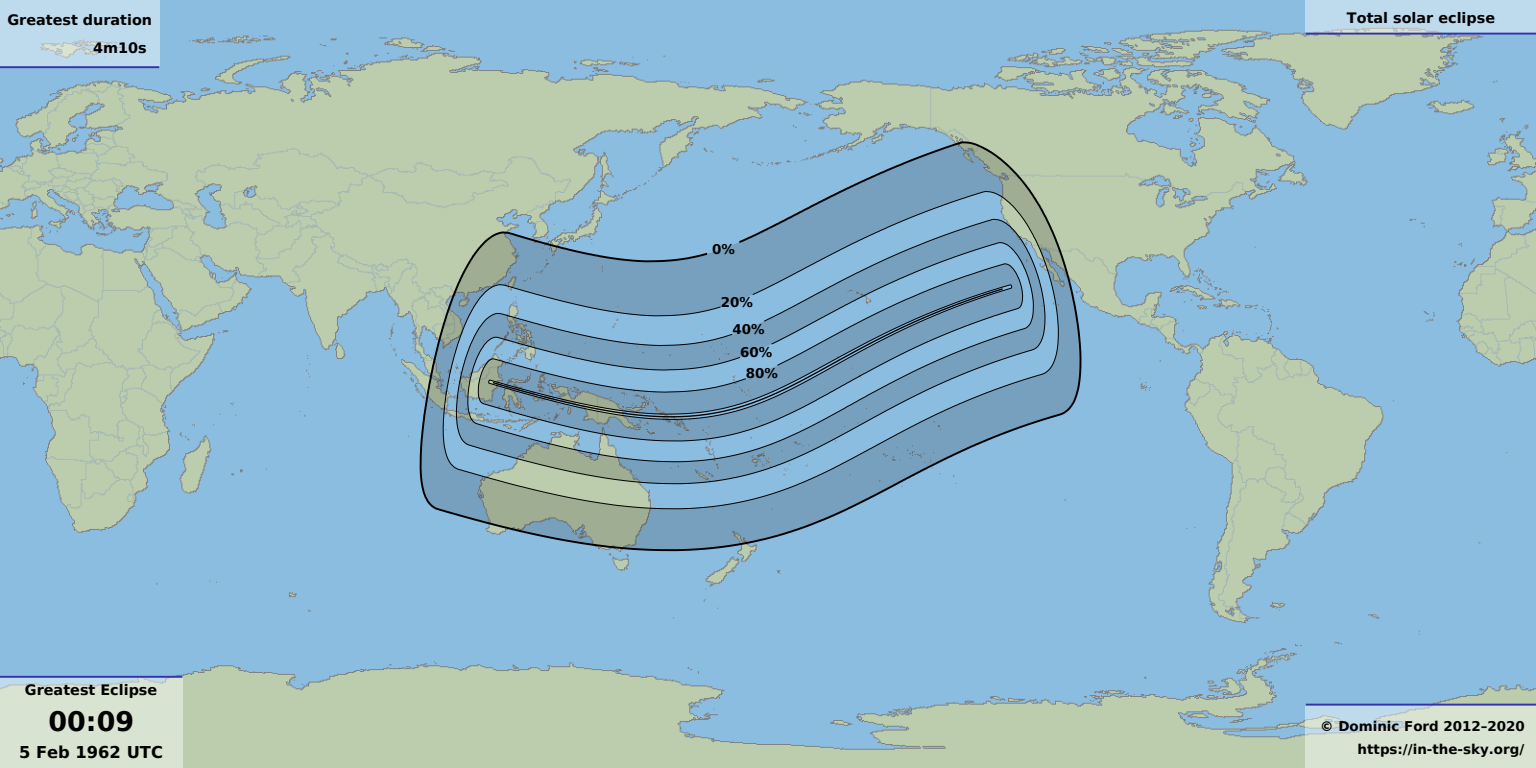 Greatest duration
4m10s
Total solar eclipse
0%
20%
40%
60%
80%
Greatest Eclipse
00:09
5 Feb 1962 UTC
© Dominic Ford 2012–2020
https://in-the-sky.org/